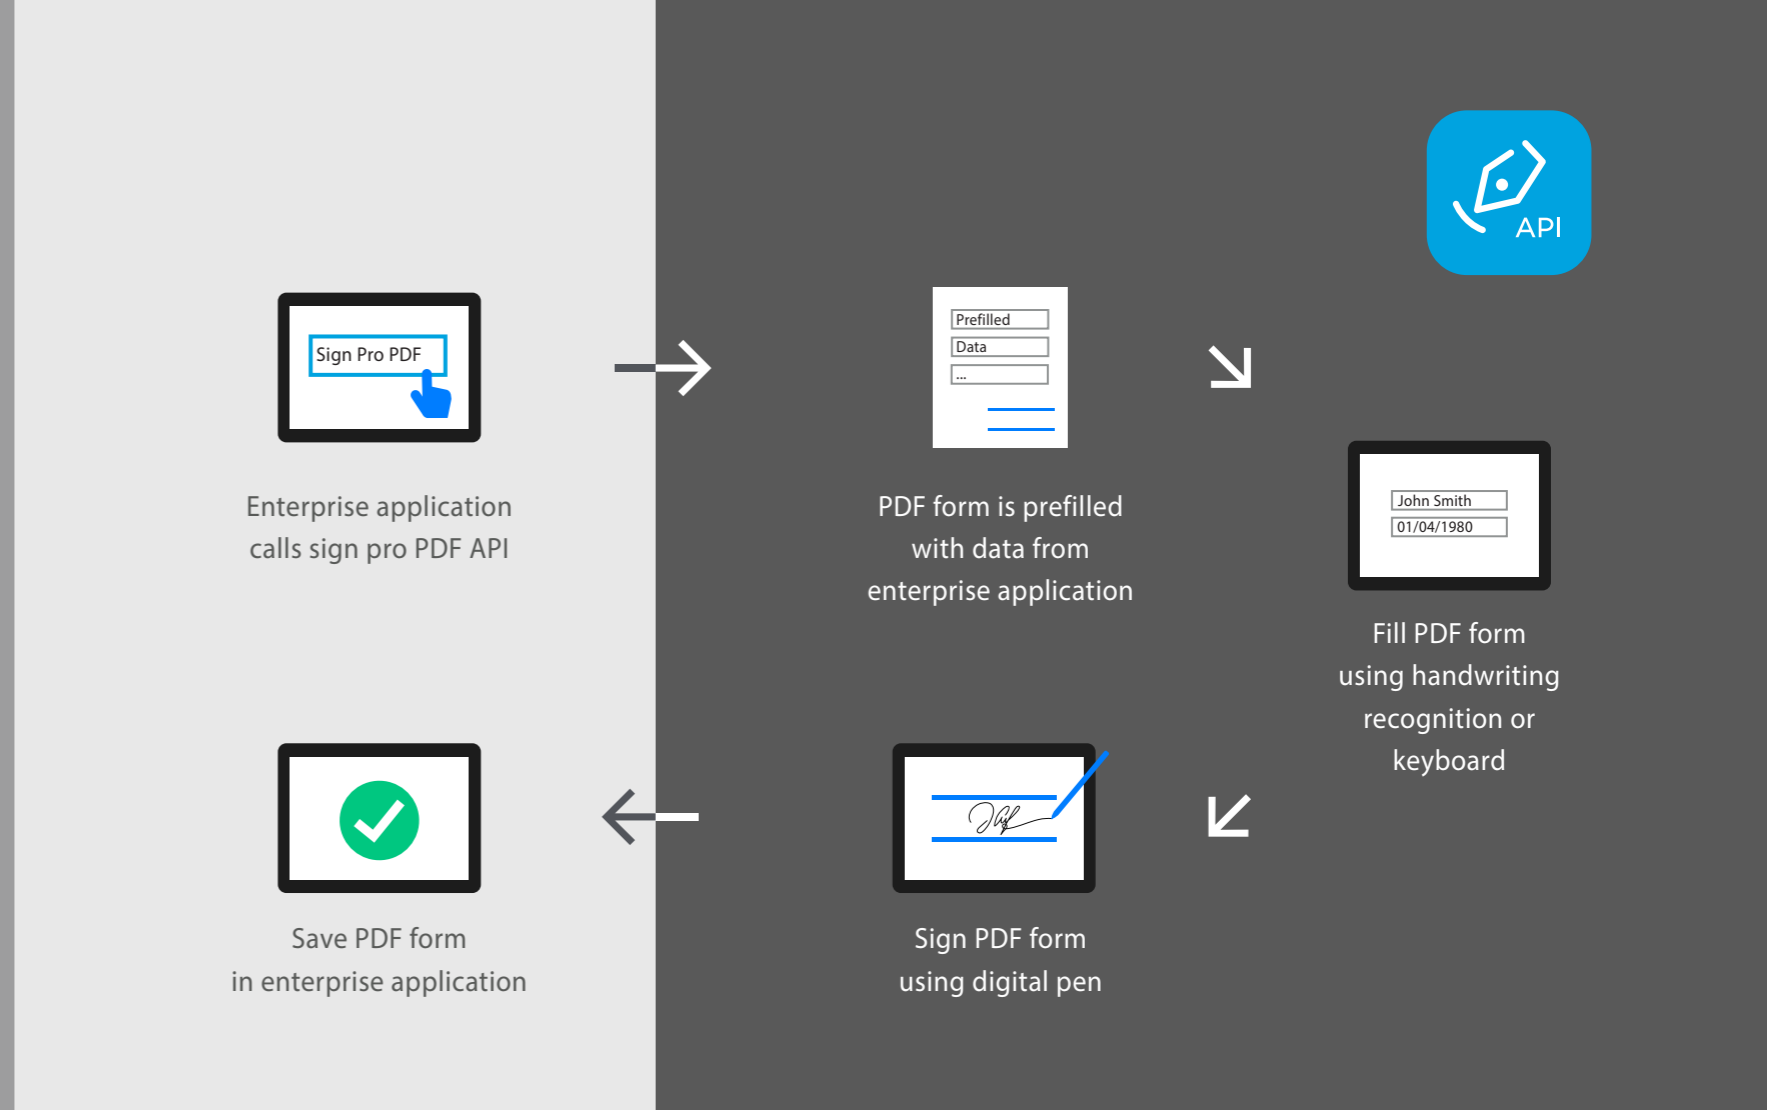 API
Sign Pro PDF
Enterprise application
calls sign pro PDF API
Prefilled
Data
...
PDF form is prefilled
with data from
enterprise application
John Smith
01/04/1980
Fill PDF form
using handwriting
recognition or
keyboard
Sign PDF form
using digital pen
Save PDF form
in enterprise application